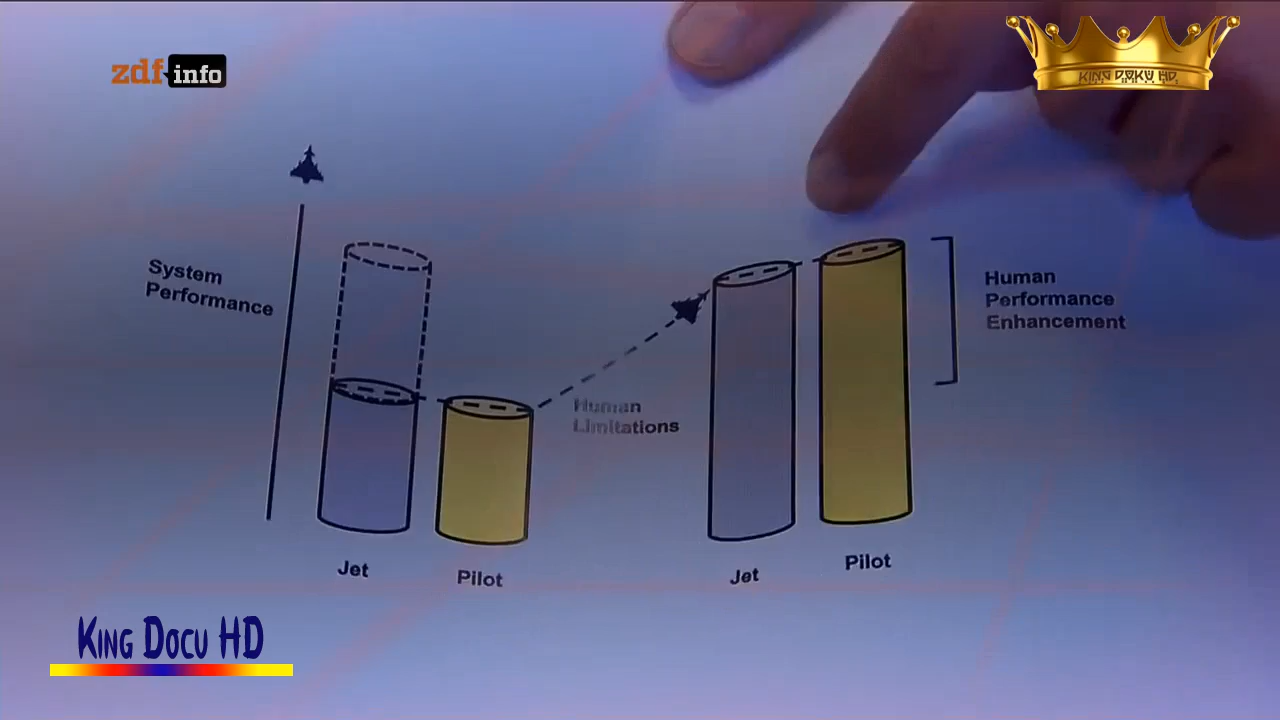 zdf info
KING DOKU HD
System
Performance
Human
Performance
Enhancement
Human
Limitations
Jet
Pilot
Jet
Pilot
KING DOCU HD